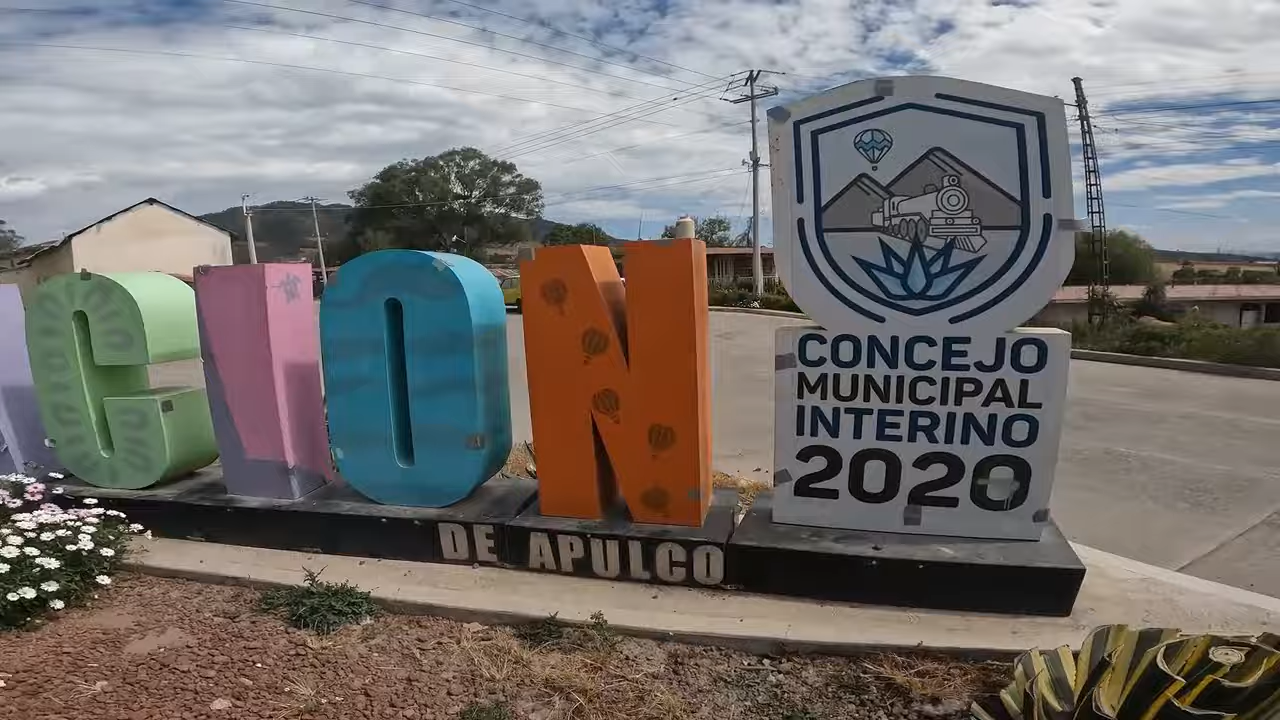 CION
DE APULCO
CONCEJO
MUNICIPAL
INTERINO
2020